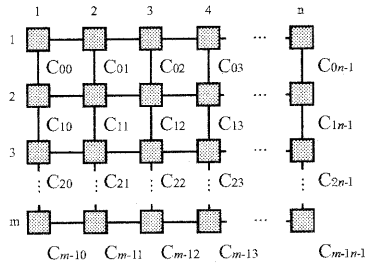 1 2 3 4 n
1 ...
C00 C01 C02 C03 C0n-1
2 ...
C10 C11 C12 C13 C1n-1
3 ...
C20 C21 C22 C23 C2n-1
m ...
Cm-10 Cm-11 Cm-12 Cm-13 Cm-1n-1